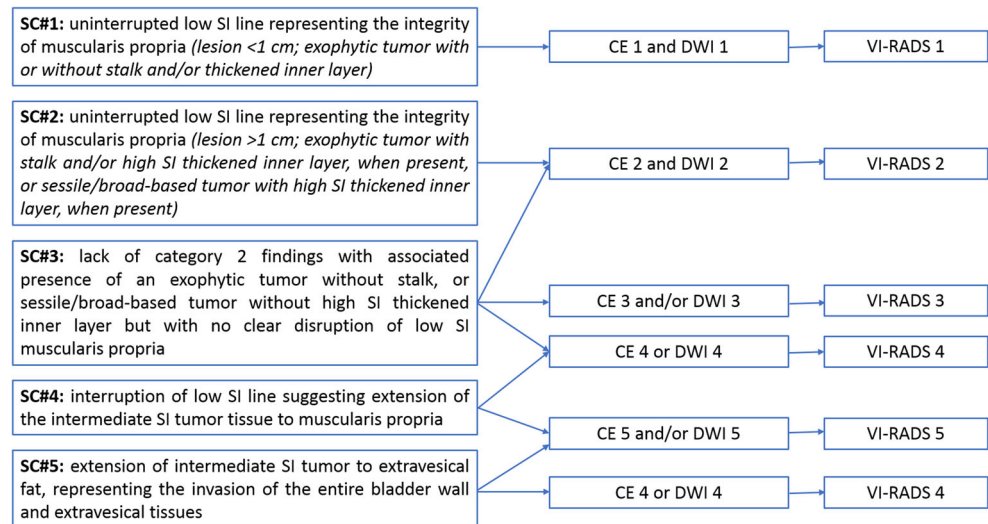 SC#1: uninterrupted low SI line representing the integrity
of muscularis propria (lesion <1 cm; exophytic tumor with
or without stalk and/or thickened inner layer)
CE 1 and DWI 1
VI-RADS 1
SC#2: uninterrupted low SI line representing the integrity
of muscularis propria (lesion >1 cm; exophytic tumor with
stalk and/or high SI thickened inner layer, when present,
or sessile/broad-based tumor with high SI thickened inner
layer, when present)
CE 2 and DWI 2
VI-RADS 2
SC#3: lack of category 2 findings with associated
presence of an exophytic tumor without stalk, or
sessile/broad-based tumor without high SI thickened
inner layer but with no clear disruption of low SI
muscularis propria
CE 3 and/or DWI 3
VI-RADS 3
CE 4 or DWI 4
VI-RADS 4
SC#4: interruption of low SI line suggesting extension of
the intermediate SI tumor tissue to muscularis propria
CE 5 and/or DWI 5
VI-RADS 5
SC#5: extension of intermediate SI tumor to extravesical
fat, representing the invasion of the entire bladder wall
and extravesical tissues
CE 4 or DWI 4
VI-RADS 4